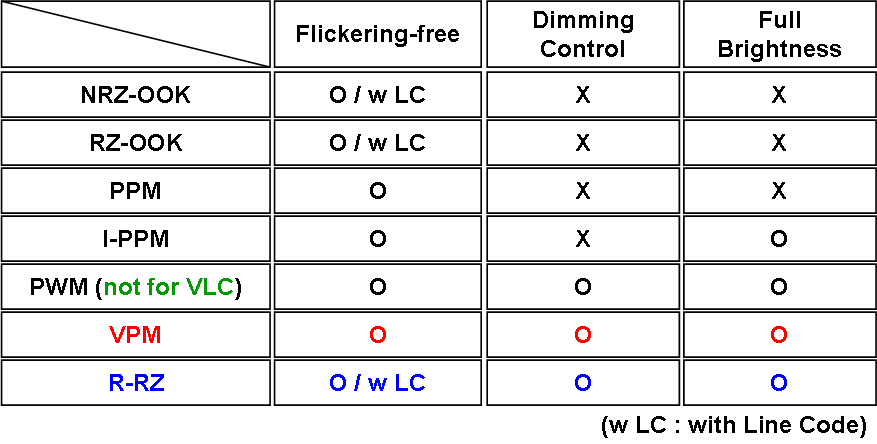 Flickering-free Dimming Control Full Brightness
NRZ-OOK O / w LC X X
RZ-OOK O / w LC X X
PPM O X X
I-PPM O X O
PWM (not for VLC) O O O
VPM O O O
R-RZ O / w LC O O
(w LC : with Line Code)